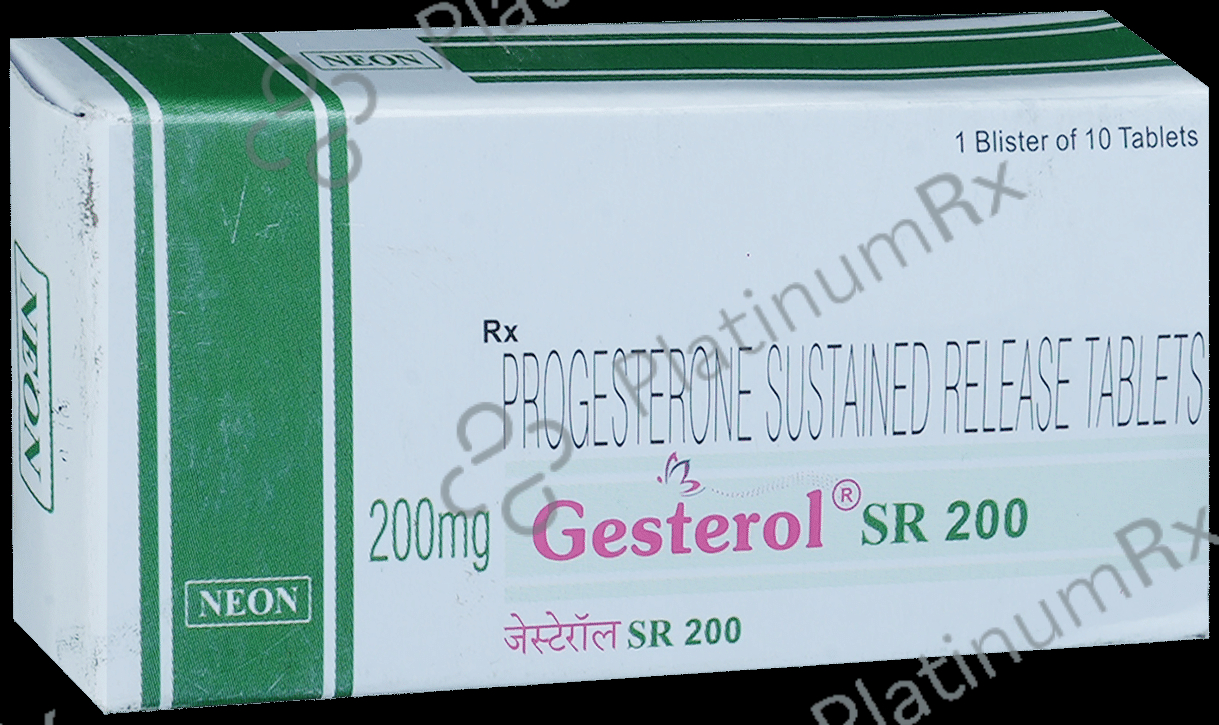 NEON
1 Blister of 10 Tablets
Rx
PROGESTERONE SUSTAINED RELEASE TABLETS
200mg Gesterol® SR 200
जेस्टेरॉल SR 200
NEON
NEON
PlatinumRx
PlatinumRx
PlatinumRx